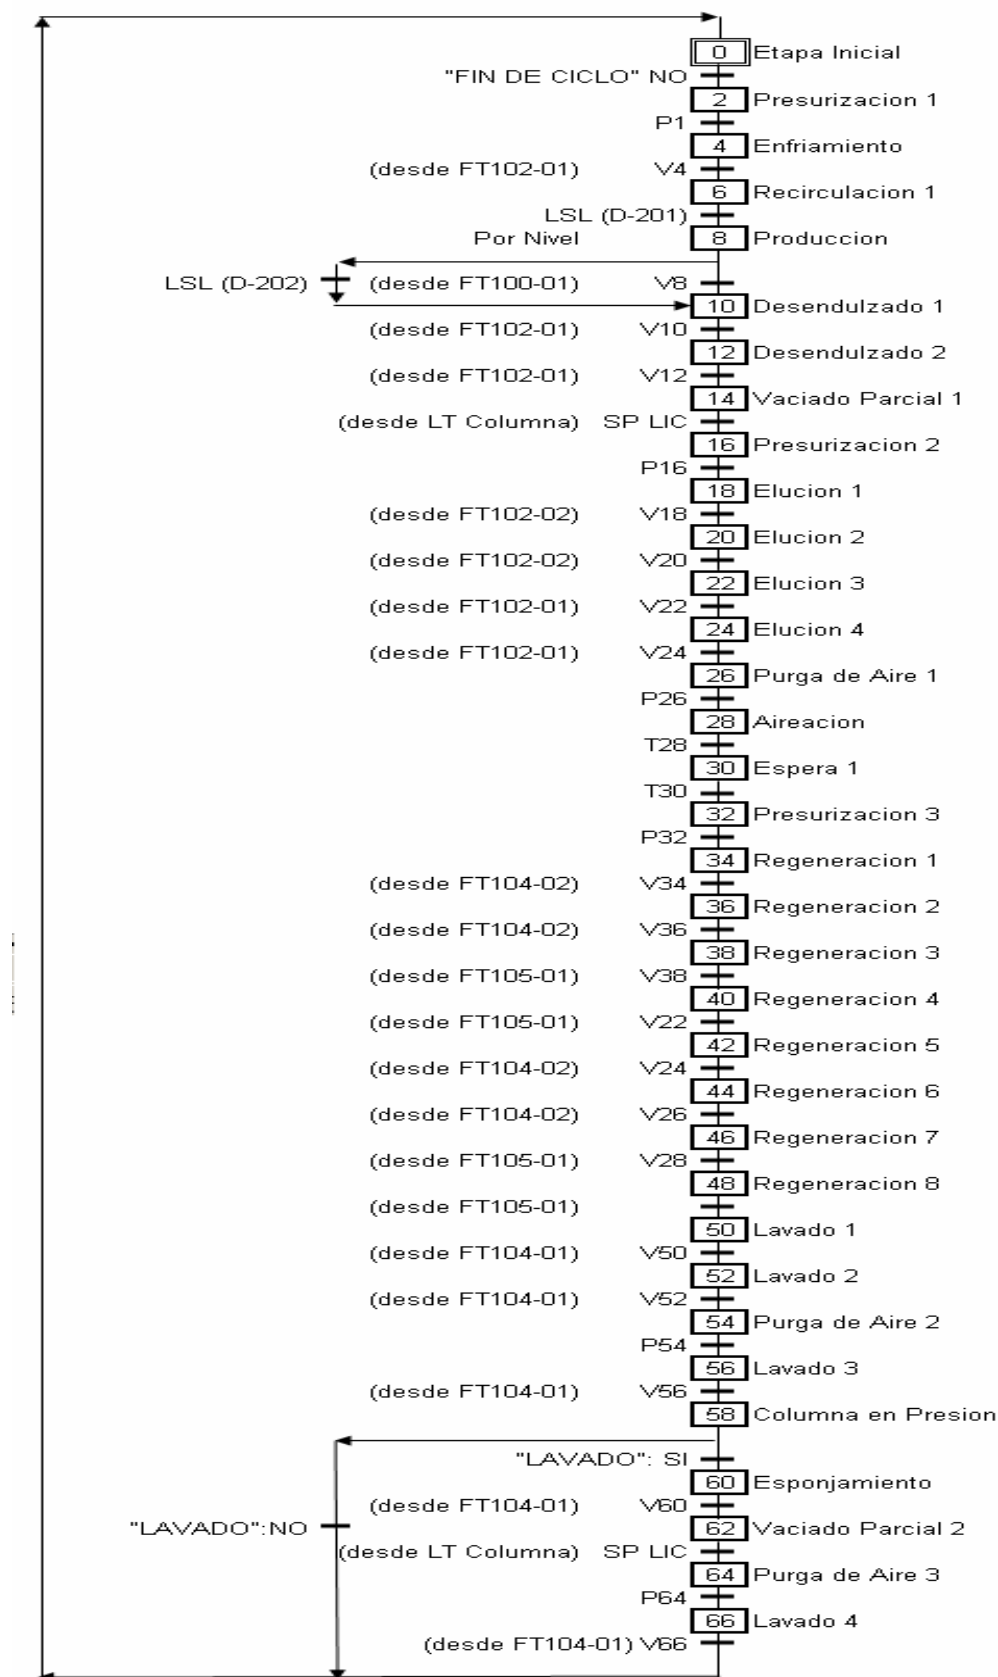 0 Etapa Inicial
"FIN DE CICLO" NO
2 Presurizacion 1
P1
4 Enfriamiento
(desde FT102-01) V4
6 Recirculacion 1
LSL (D-201)
Por Nivel 8 Produccion
LSL (D-202) (desde FT100-01) V8
10 Desendulzado 1
(desde FT102-01) V10
12 Desendulzado 2
(desde FT102-01) V12
14 Vaciado Parcial 1
(desde LT Columna) SP LIC
16 Presurizacion 2
P16
18 Elucion 1
(desde FT102-02) V18
20 Elucion 2
(desde FT102-02) V20
22 Elucion 3
(desde FT102-01) V22
24 Elucion 4
(desde FT102-01) V24
26 Purga de Aire 1
P26
28 Aireacion
T28
30 Espera 1
T30
32 Presurizacion 3
P32
34 Regeneracion 1
(desde FT104-02) V34
36 Regeneracion 2
(desde FT104-02) V36
38 Regeneracion 3
(desde FT105-01) V38
40 Regeneracion 4
(desde FT105-01) V22
42 Regeneracion 5
(desde FT104-02) V24
44 Regeneracion 6
(desde FT104-02) V26
46 Regeneracion 7
(desde FT105-01) V28
48 Regeneracion 8
(desde FT105-01)
50 Lavado 1
(desde FT104-01) V50
52 Lavado 2
(desde FT104-01) V52
54 Purga de Aire 2
P54
56 Lavado 3
(desde FT104-01) V56
58 Columna en Presion
"LAVADO": SI
60 Esponjamiento
(desde FT104-01) V60
"LAVADO":NO 62 Vaciado Parcial 2
(desde LT Columna) SP LIC
64 Purga de Aire 3
P64
66 Lavado 4
(desde FT104-01) V66